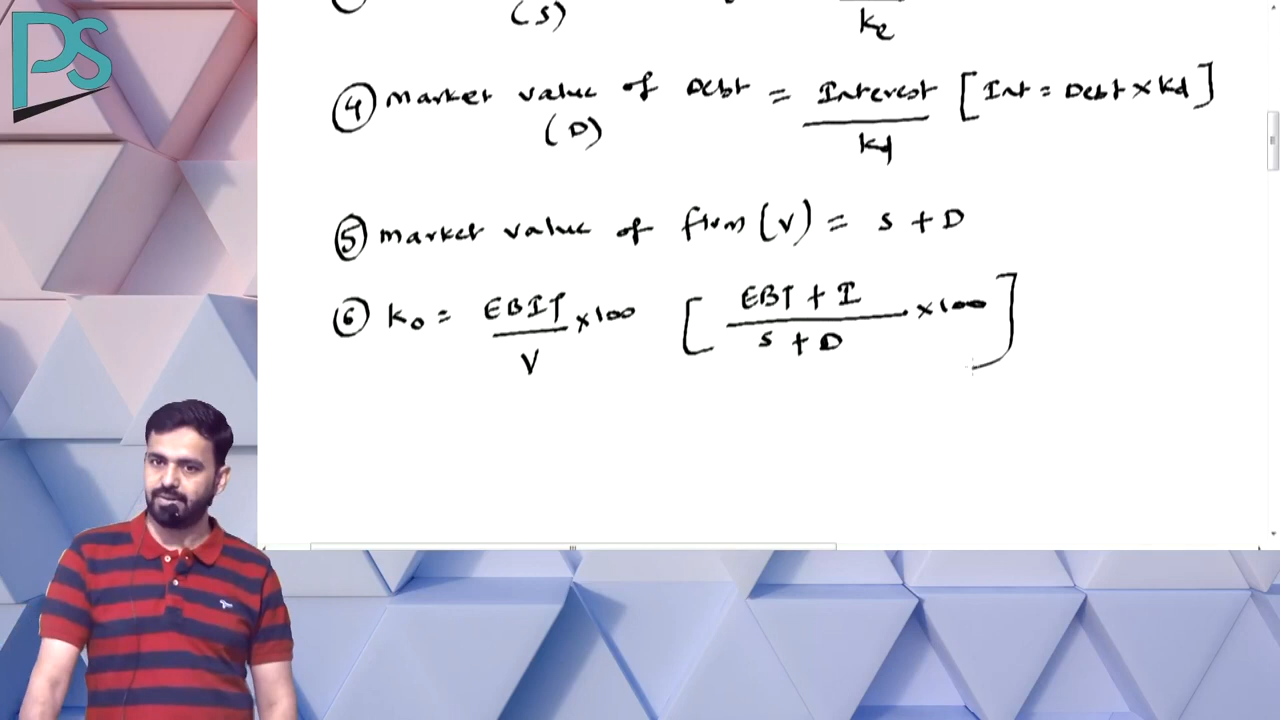 PS
(S) ke
④ Market value of Debt = Interest / kd [Int = Debt × kd]
(D)
⑤ Market value of firm (V) = S + D
⑥ ko = EBIT / V × 100 [EBT + I / S + D × 100]